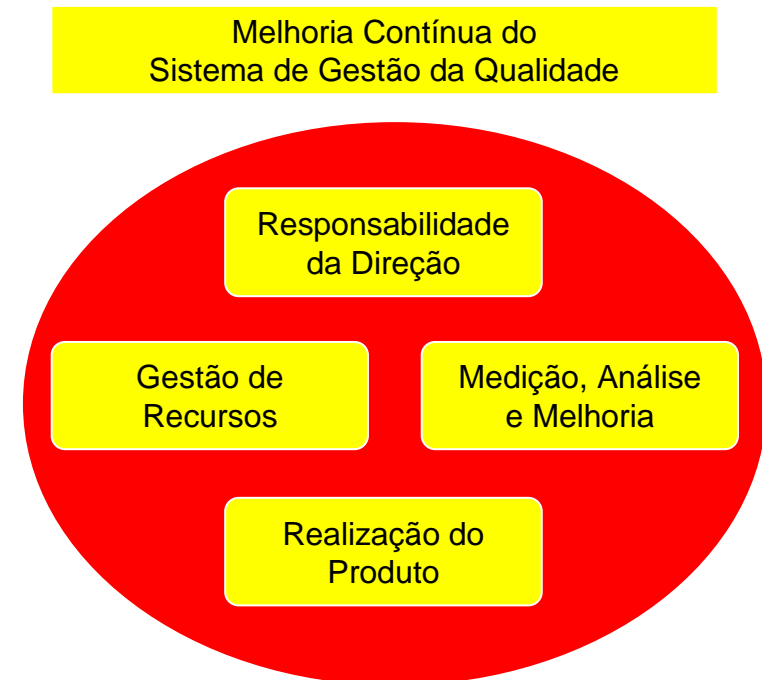 Melhoria Contínua do
Sistema de Gestão da Qualidade
Responsabilidade
da Direção
Gestão de
Recursos
Medição, Análise
e Melhoria
Realização do
Produto